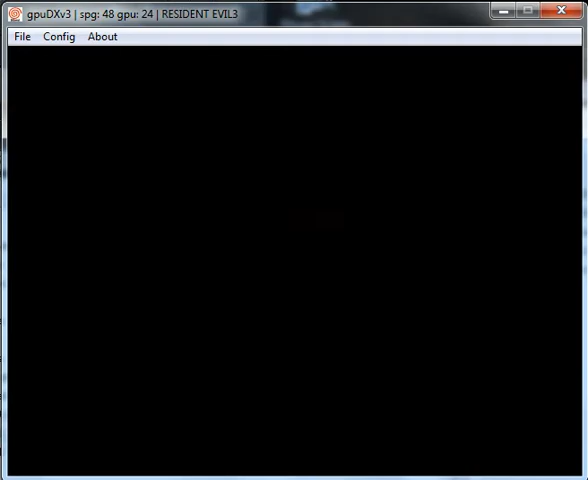 gpuDXv3 | spg: 48 gpu: 24 | RESIDENT EVIL3
File Config About